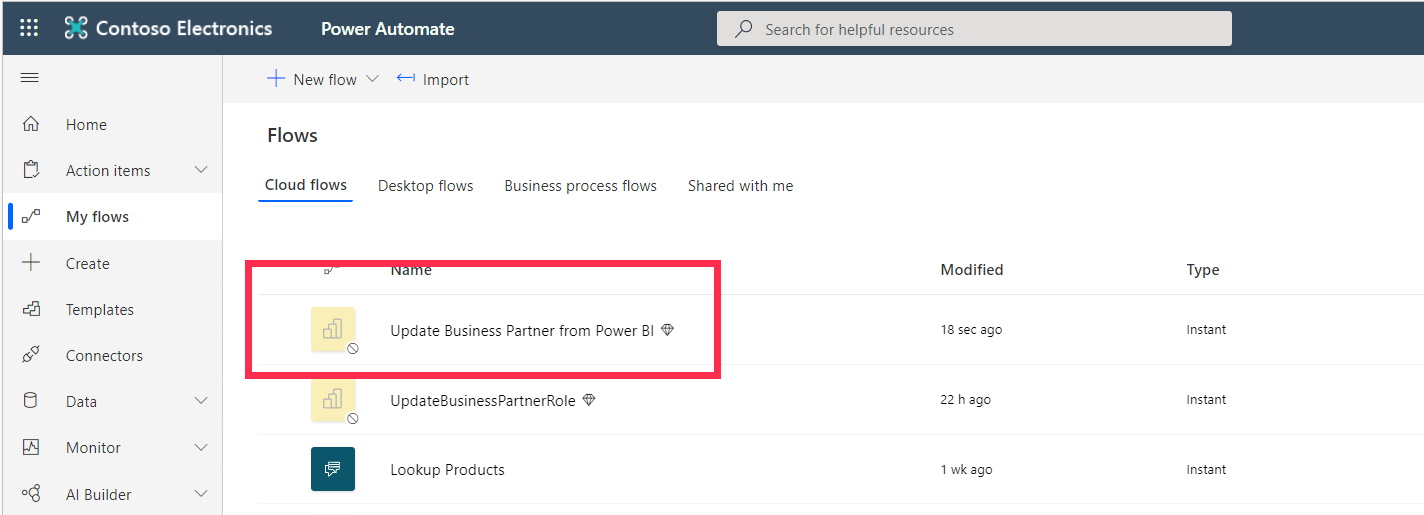 Contoso Electronics Power Automate Search for helpful resources
New flow Import
Home
Action items
My flows
Create
Templates
Connectors
Data
Monitor
AI Builder
Flows
Cloud flows Desktop flows Business process flows Shared with me
Name Modified Type
Update Business Partner from Power BI 18 sec ago Instant
UpdateBusinessPartnerRole 22 h ago Instant
Lookup Products 1 wk ago Instant